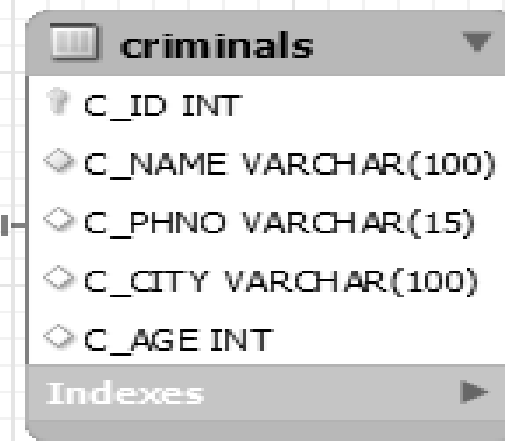 criminals
C_ID INT
C_NAME VARCHAR(100)
C_PHNO VARCHAR(15)
C_CITY VARCHAR(100)
C_AGE INT
Indexes